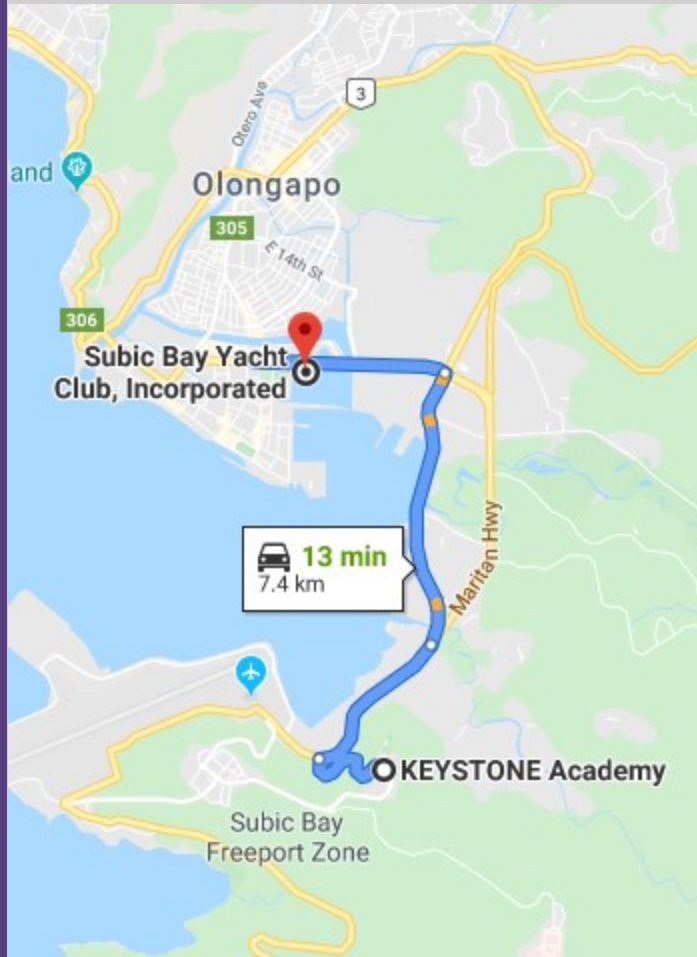 3
Otero Ave
and
Olongapo
305
E 14th St
306
Subic Bay Yacht
Club, Incorporated
13 min
7.4 km
Maritan Hwy
KEYSTONE Academy
Subic Bay
Freeport Zone